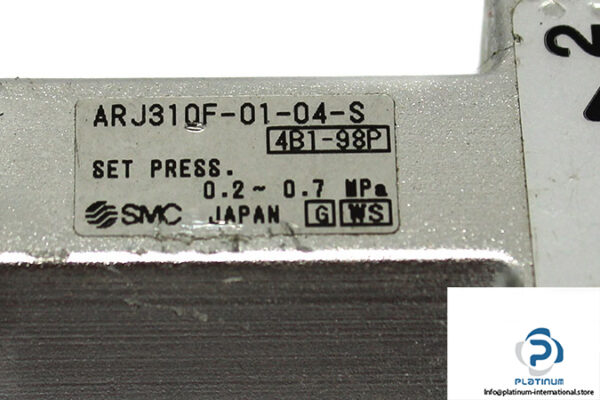 ARJ310F-01-04-S
4B1-98P
SET PRESS.
0.2~ 0.7 MPa
SMC JAPAN G WS
2
PLATINUM
Info@platinum-international.store